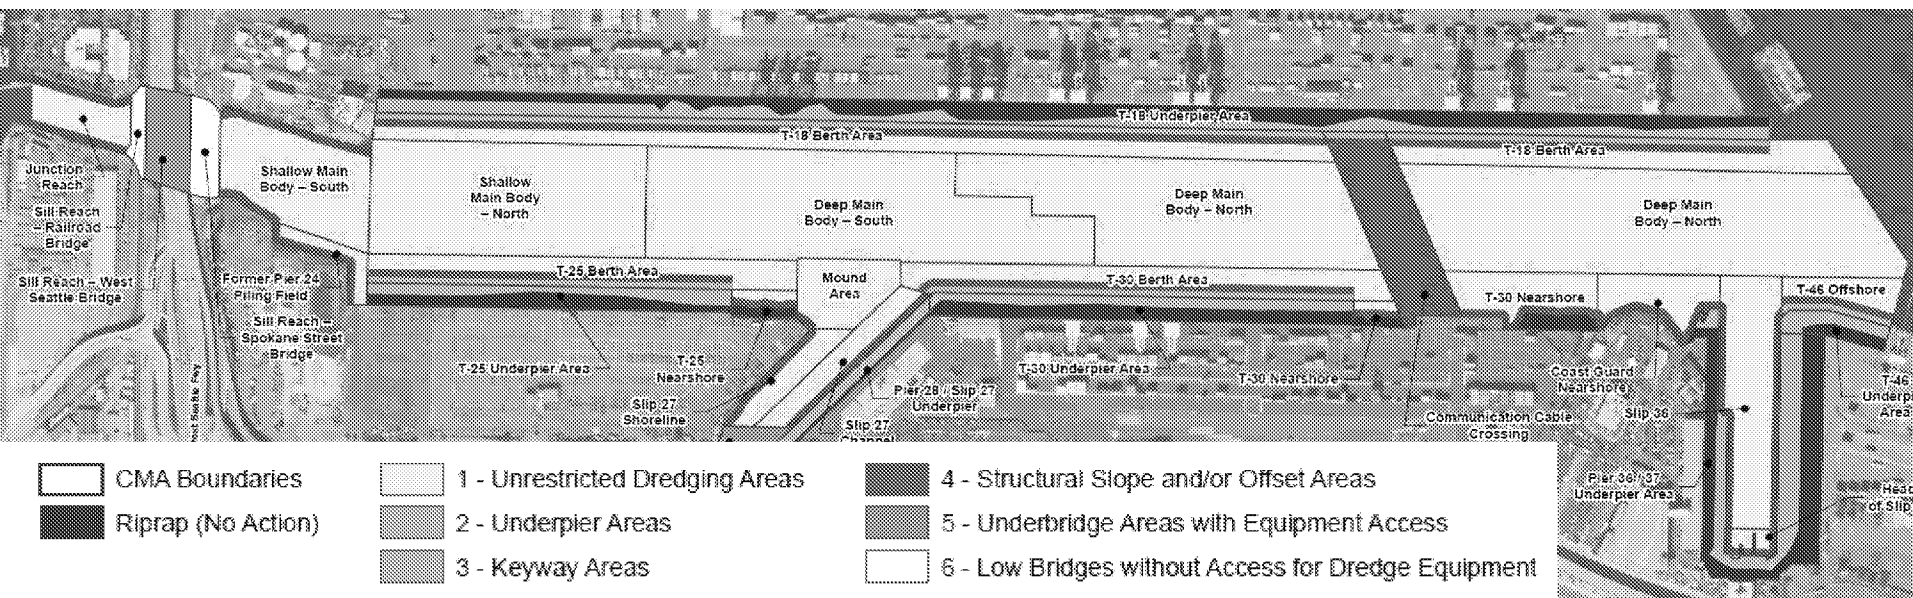 T-18 Underpier Area
T-18 Berth Area
T-18 Berth Area
Junction
Reach
Sill Reach
– Railroad
Bridge
Sill Reach – West
Seattle Bridge
Shallow Main
Body – South
Shallow
Main Body
– North
Deep Main
Body – South
Deep Main
Body – North
Deep Main
Body – North
Former Pier 24
Piling Field
Sill Reach –
Spokane Street
Bridge
T-25 Berth Area
Mound
Area
T-30 Berth Area
T-30 Nearshore
T-46 Offshore
T-25 Underpier Area
T-25
Nearshore
Slip 27
Shoreline
Pier 28 / Slip 27
Underpier
Slip 27
Channel
T-30 Underpier Area
T-30 Nearshore
Communication Cable
Crossing
Coast Guard
Nearshore
Slip 36
T-46
Underpi
Area
Pier 36 / 37
Underpier Area
Head
of Slip
CMA Boundaries
Riprap (No Action)
1 - Unrestricted Dredging Areas
2 - Underpier Areas
3 - Keyway Areas
4 - Structural Slope and/or Offset Areas
5 - Underbridge Areas with Equipment Access
6 - Low Bridges without Access for Dredge Equipment